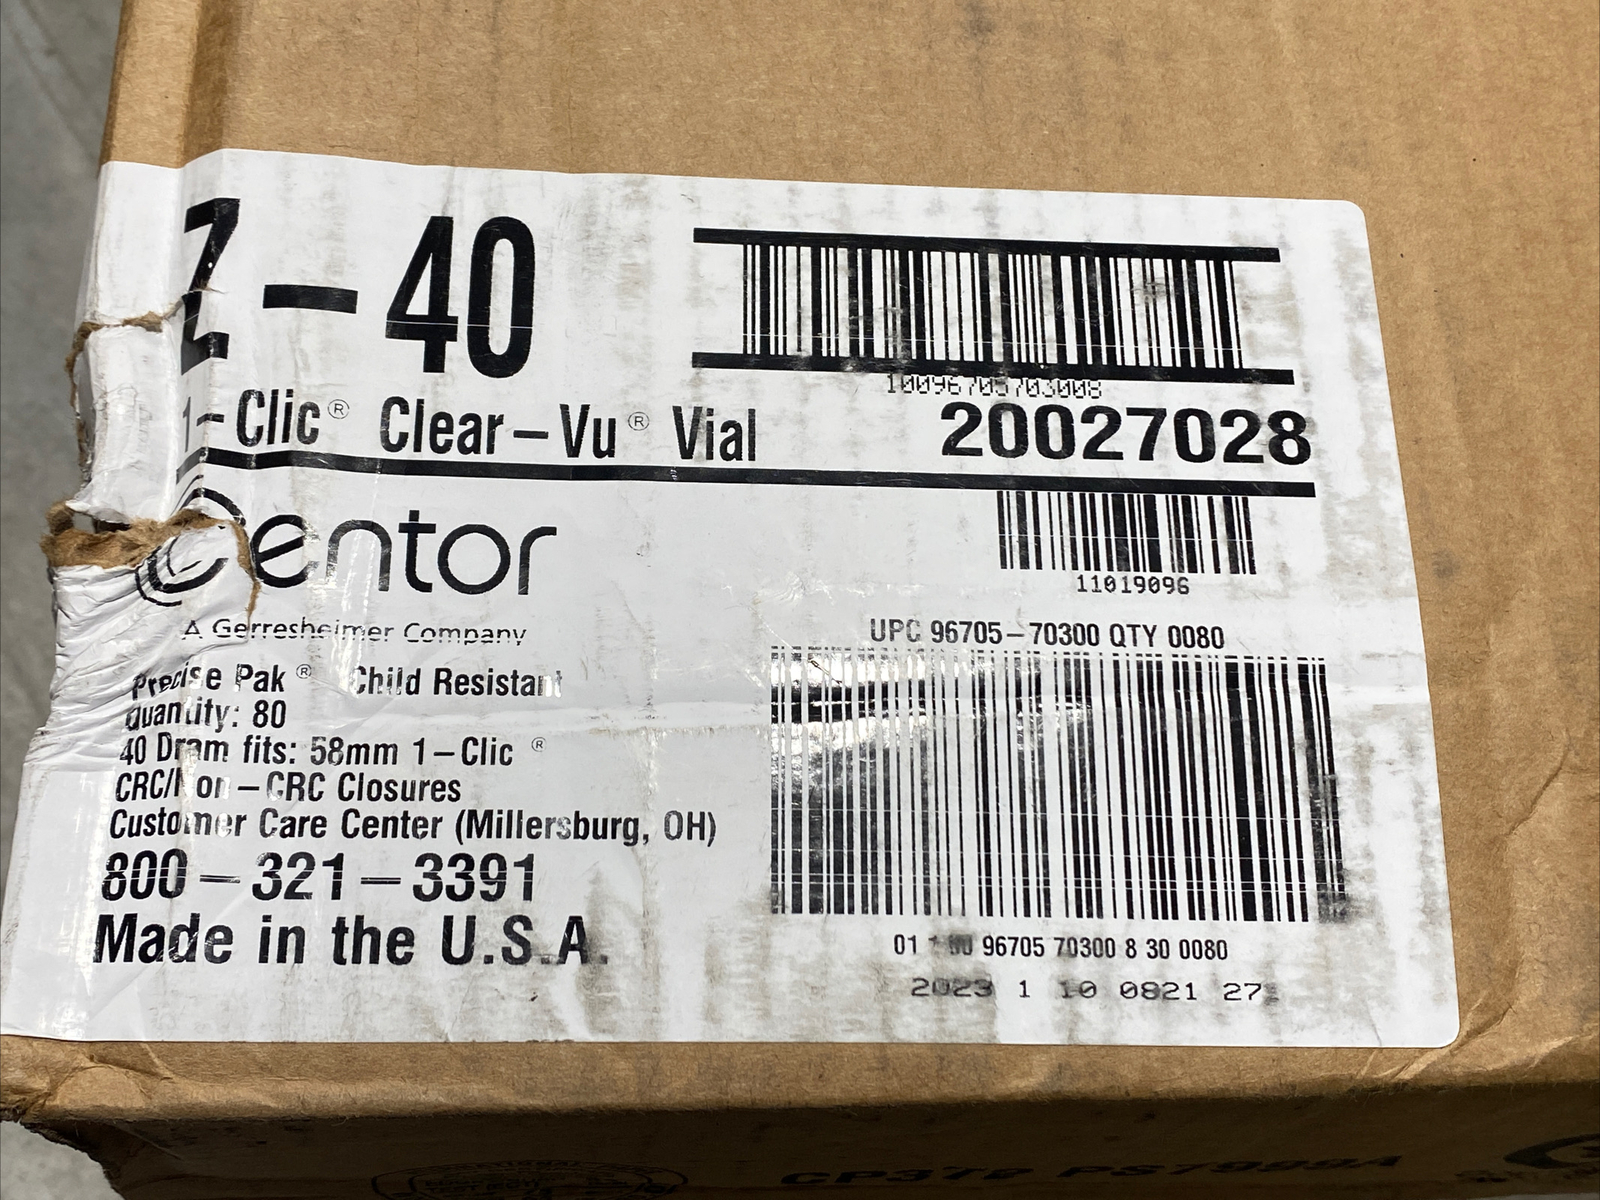 Z-40
1-Clic® Clear-Vu® Vial
10096705703008
20027028
Centor
A Gerresheimer Company
11019096
Precise Pak® Child Resistant
Quantity: 80
40 Dram fits: 58mm 1-Clic®
CRC/Non-CRC Closures
Customer Care Center (Millersburg, OH)
800-321-3391
Made in the U.S.A.
UPC 96705-70300 QTY 0080
01 1 00 96705 70300 8 30 0080
2023 1 10 0821 27